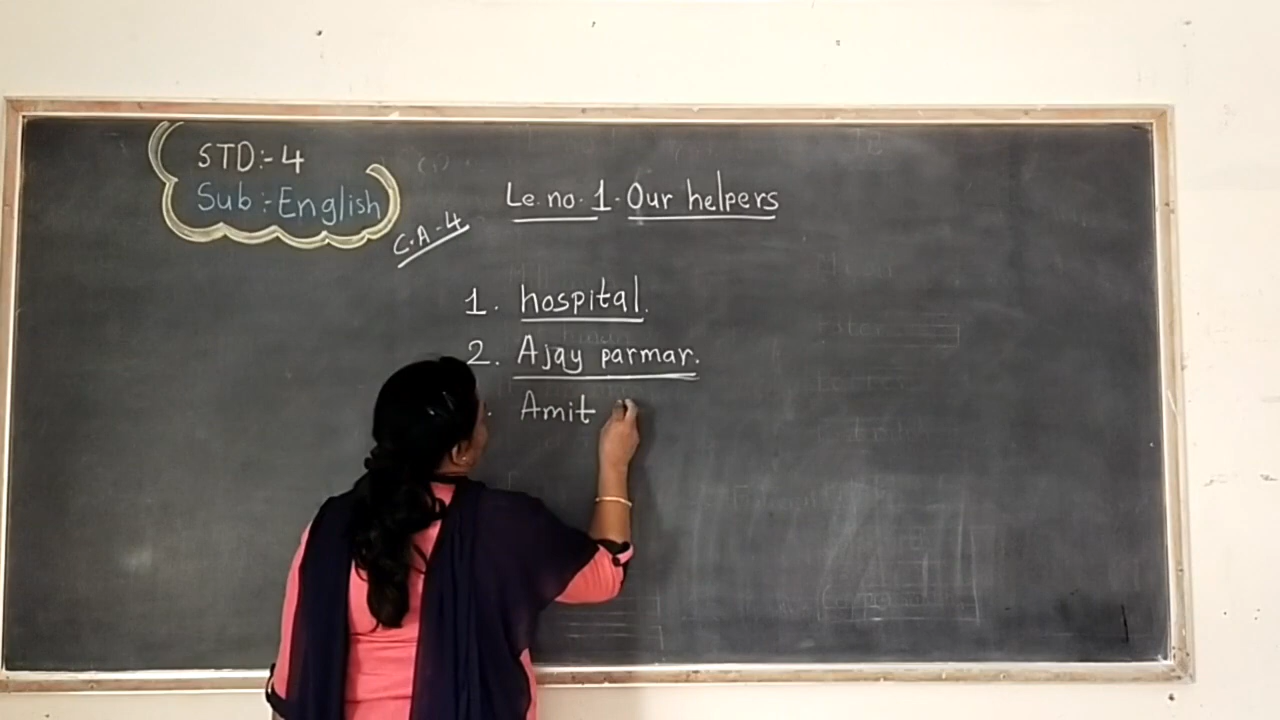 STD:- 4
Sub :- English
Le. no. 1. Our helpers
C.A-4
1. hospital.
2. Ajay parmar.
. Amit